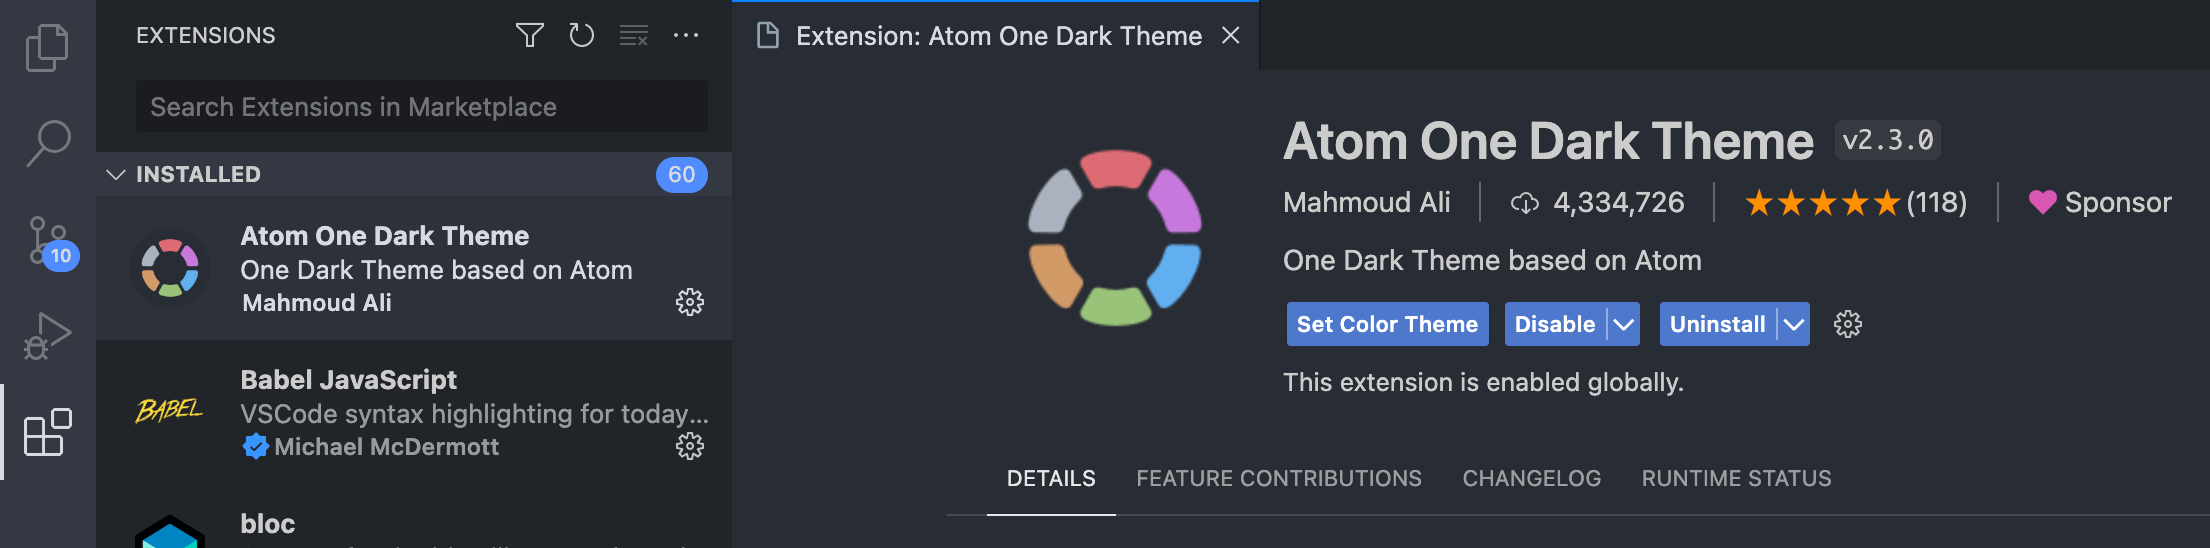 EXTENSIONS
Search Extensions in Marketplace
INSTALLED 60
10
Atom One Dark Theme
One Dark Theme based on Atom
Mahmoud Ali
BABEL
Babel JavaScript
VSCode syntax highlighting for today...
Michael McDermott
bloc
Extension: Atom One Dark Theme
Atom One Dark Theme v2.3.0
Mahmoud Ali 4,334,726 (118) Sponsor
One Dark Theme based on Atom
Set Color Theme Disable Uninstall
This extension is enabled globally.
DETAILS FEATURE CONTRIBUTIONS CHANGELOG RUNTIME STATUS